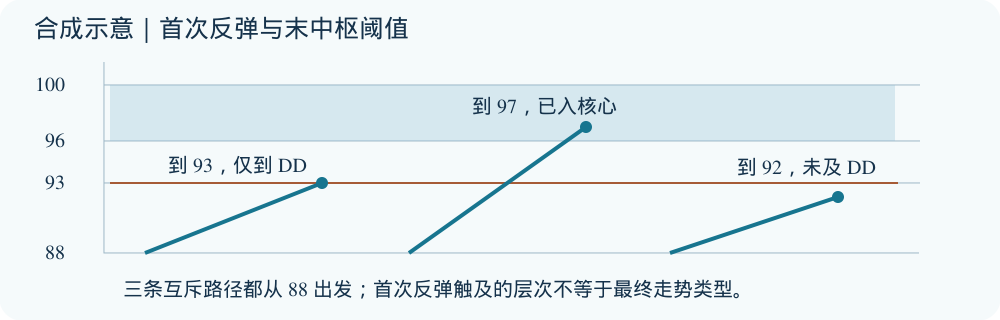 合成示意｜首次反弹与末中枢阈值
100
到 97，已入核心
96
到 93，仅到 DD
到 92，未及 DD
93
88
三条互斥路径都从 88 出发；首次反弹触及的层次不等于最终走势类型。